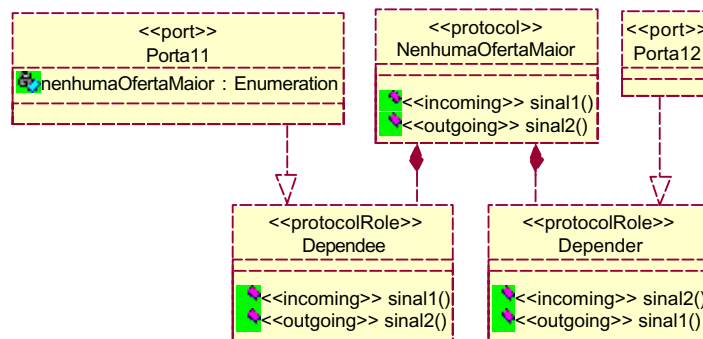 <<port>>
Porta11
nenhumaOfertaMaior : Enumeration
<<protocol>>
NenhumaOfertaMaior
<<incoming>> sinal1()
<<outgoing>> sinal2()
<<port>>
Porta12
<<protocolRole>>
Dependee
<<incoming>> sinal1()
<<outgoing>> sinal2()
<<protocolRole>>
Depender
<<incoming>> sinal2()
<<outgoing>> sinal1()